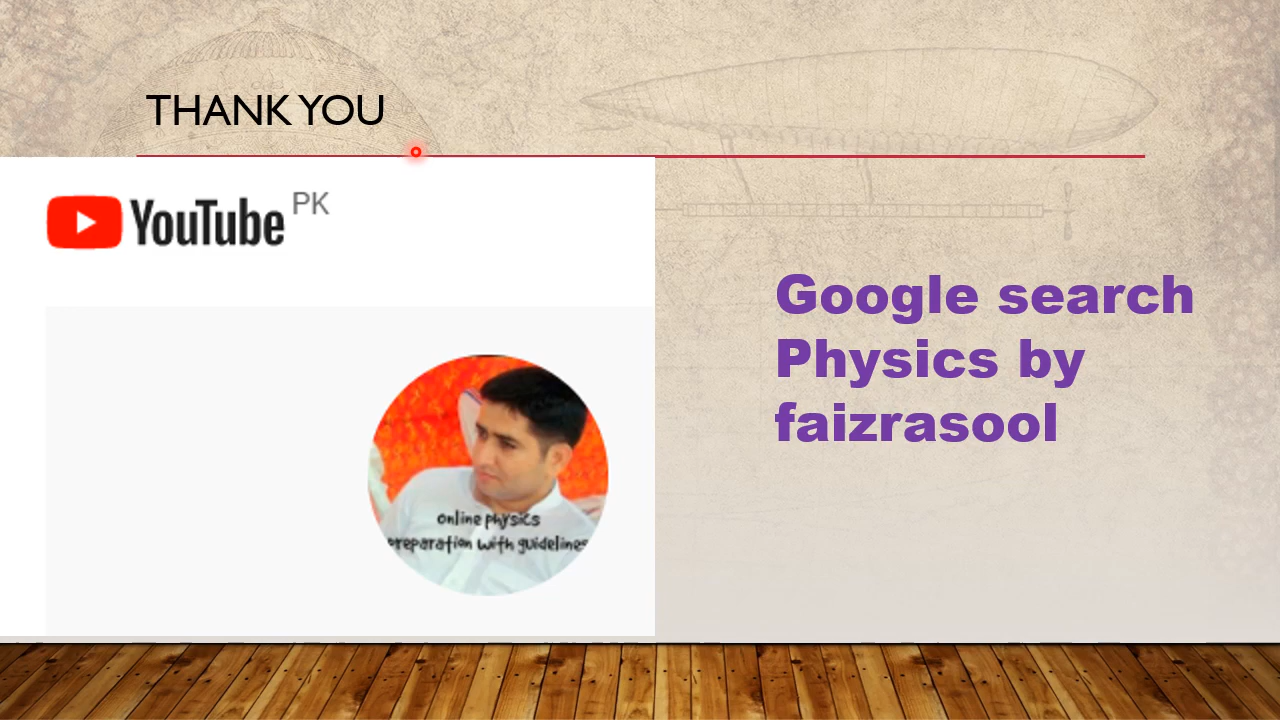 THANK YOU
YouTube PK
Google search
Physics by
faizrasool
online physics
preparation with guidelines